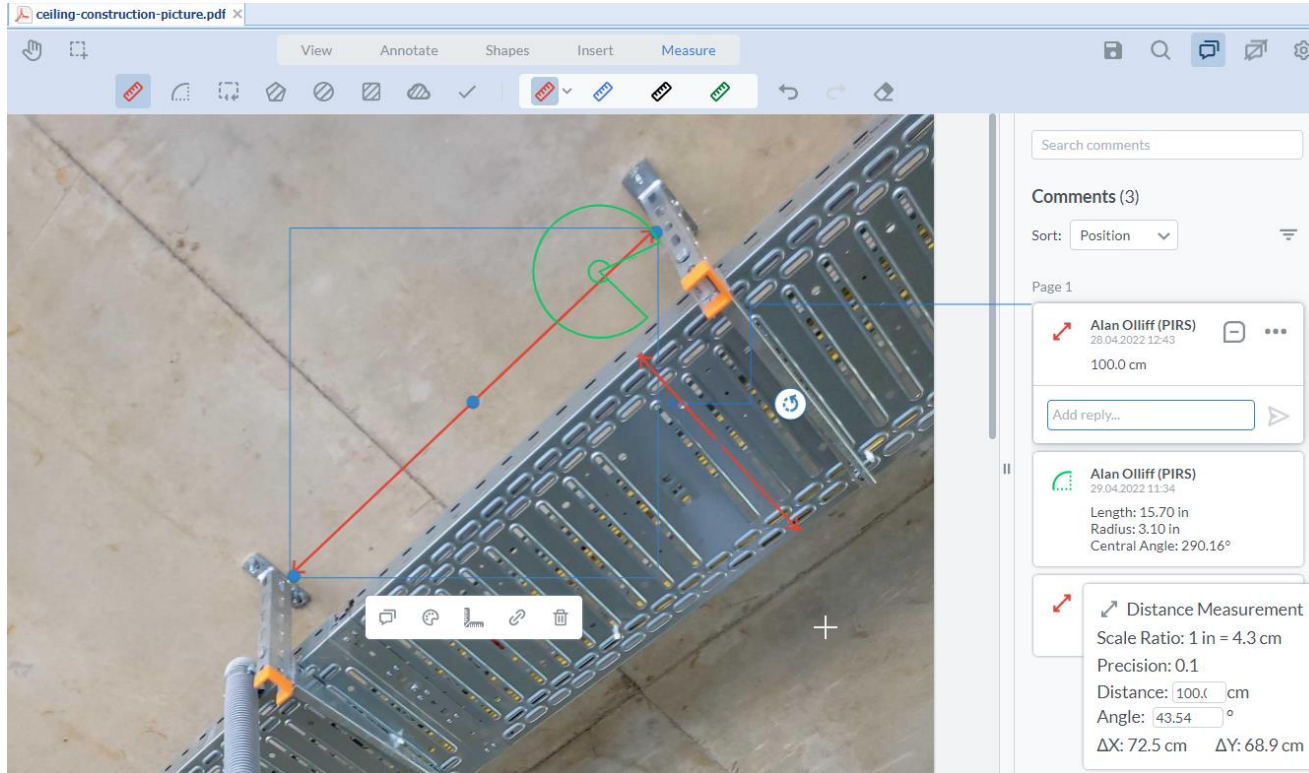 ceiling-construction-picture.pdf
View Annotate Shapes Insert Measure
Search comments
Comments (3)
Sort: Position
Page 1
Alan Olliff (PIRS)
28.04.2022 12:43
100.0 cm
Add reply...
Alan Olliff (PIRS)
29.04.2022 11:34
Length: 15.70 in
Radius: 3.10 in
Central Angle: 290.16°
Distance Measurement
Scale Ratio: 1 in = 4.3 cm
Precision: 0.1
Distance: 100.( cm
Angle: 43.54 °
ΔX: 72.5 cm ΔY: 68.9 cm